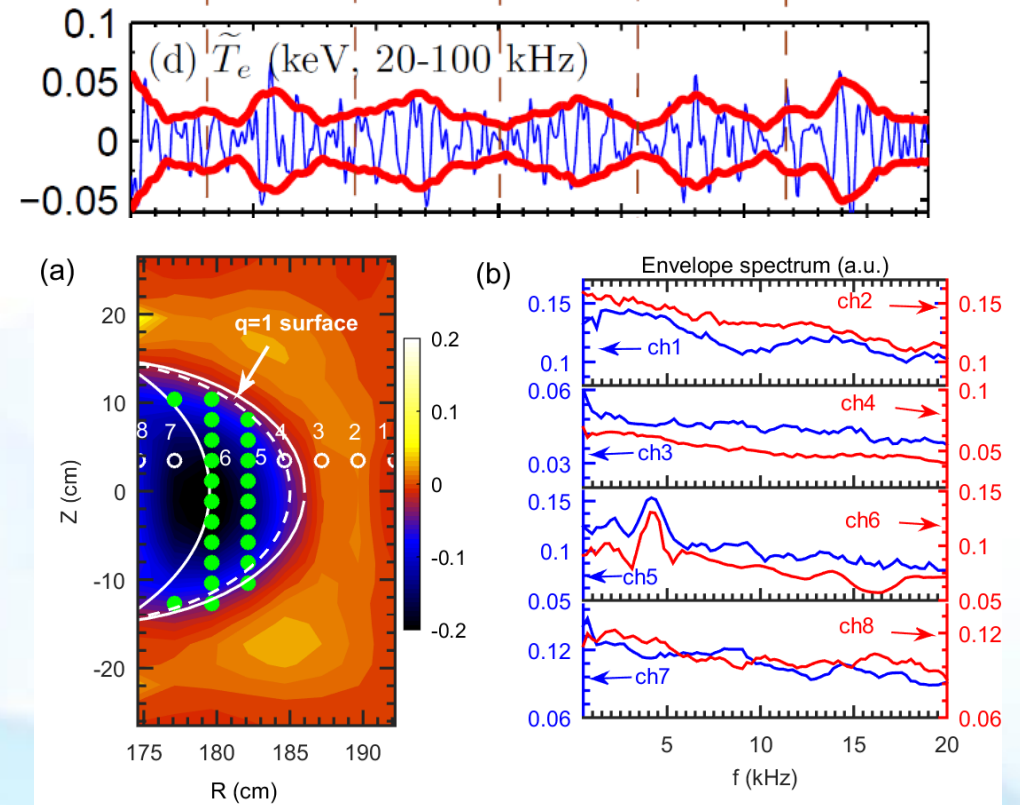 0.1
(d) T̃e (keV, 20-100 kHz)
0.05
0
−0.05
(a)
q=1 surface
20
10
0
-10
-20
Z (cm)
8 7 6 5 4 3 2 1
0.2
0.1
0
-0.1
-0.2
175 180 185 190
R (cm)
(b)
Envelope spectrum (a.u.)
0.15 ch2 0.15
ch1
0.1 0.1
0.06 0.1
ch4
ch3 0.05
0.03
0.15 0.15
ch6
0.1 0.1
ch5
0.05 0.05
ch8 0.12
0.12
ch7
0.06 0.06
5 10 15 20
f (kHz)